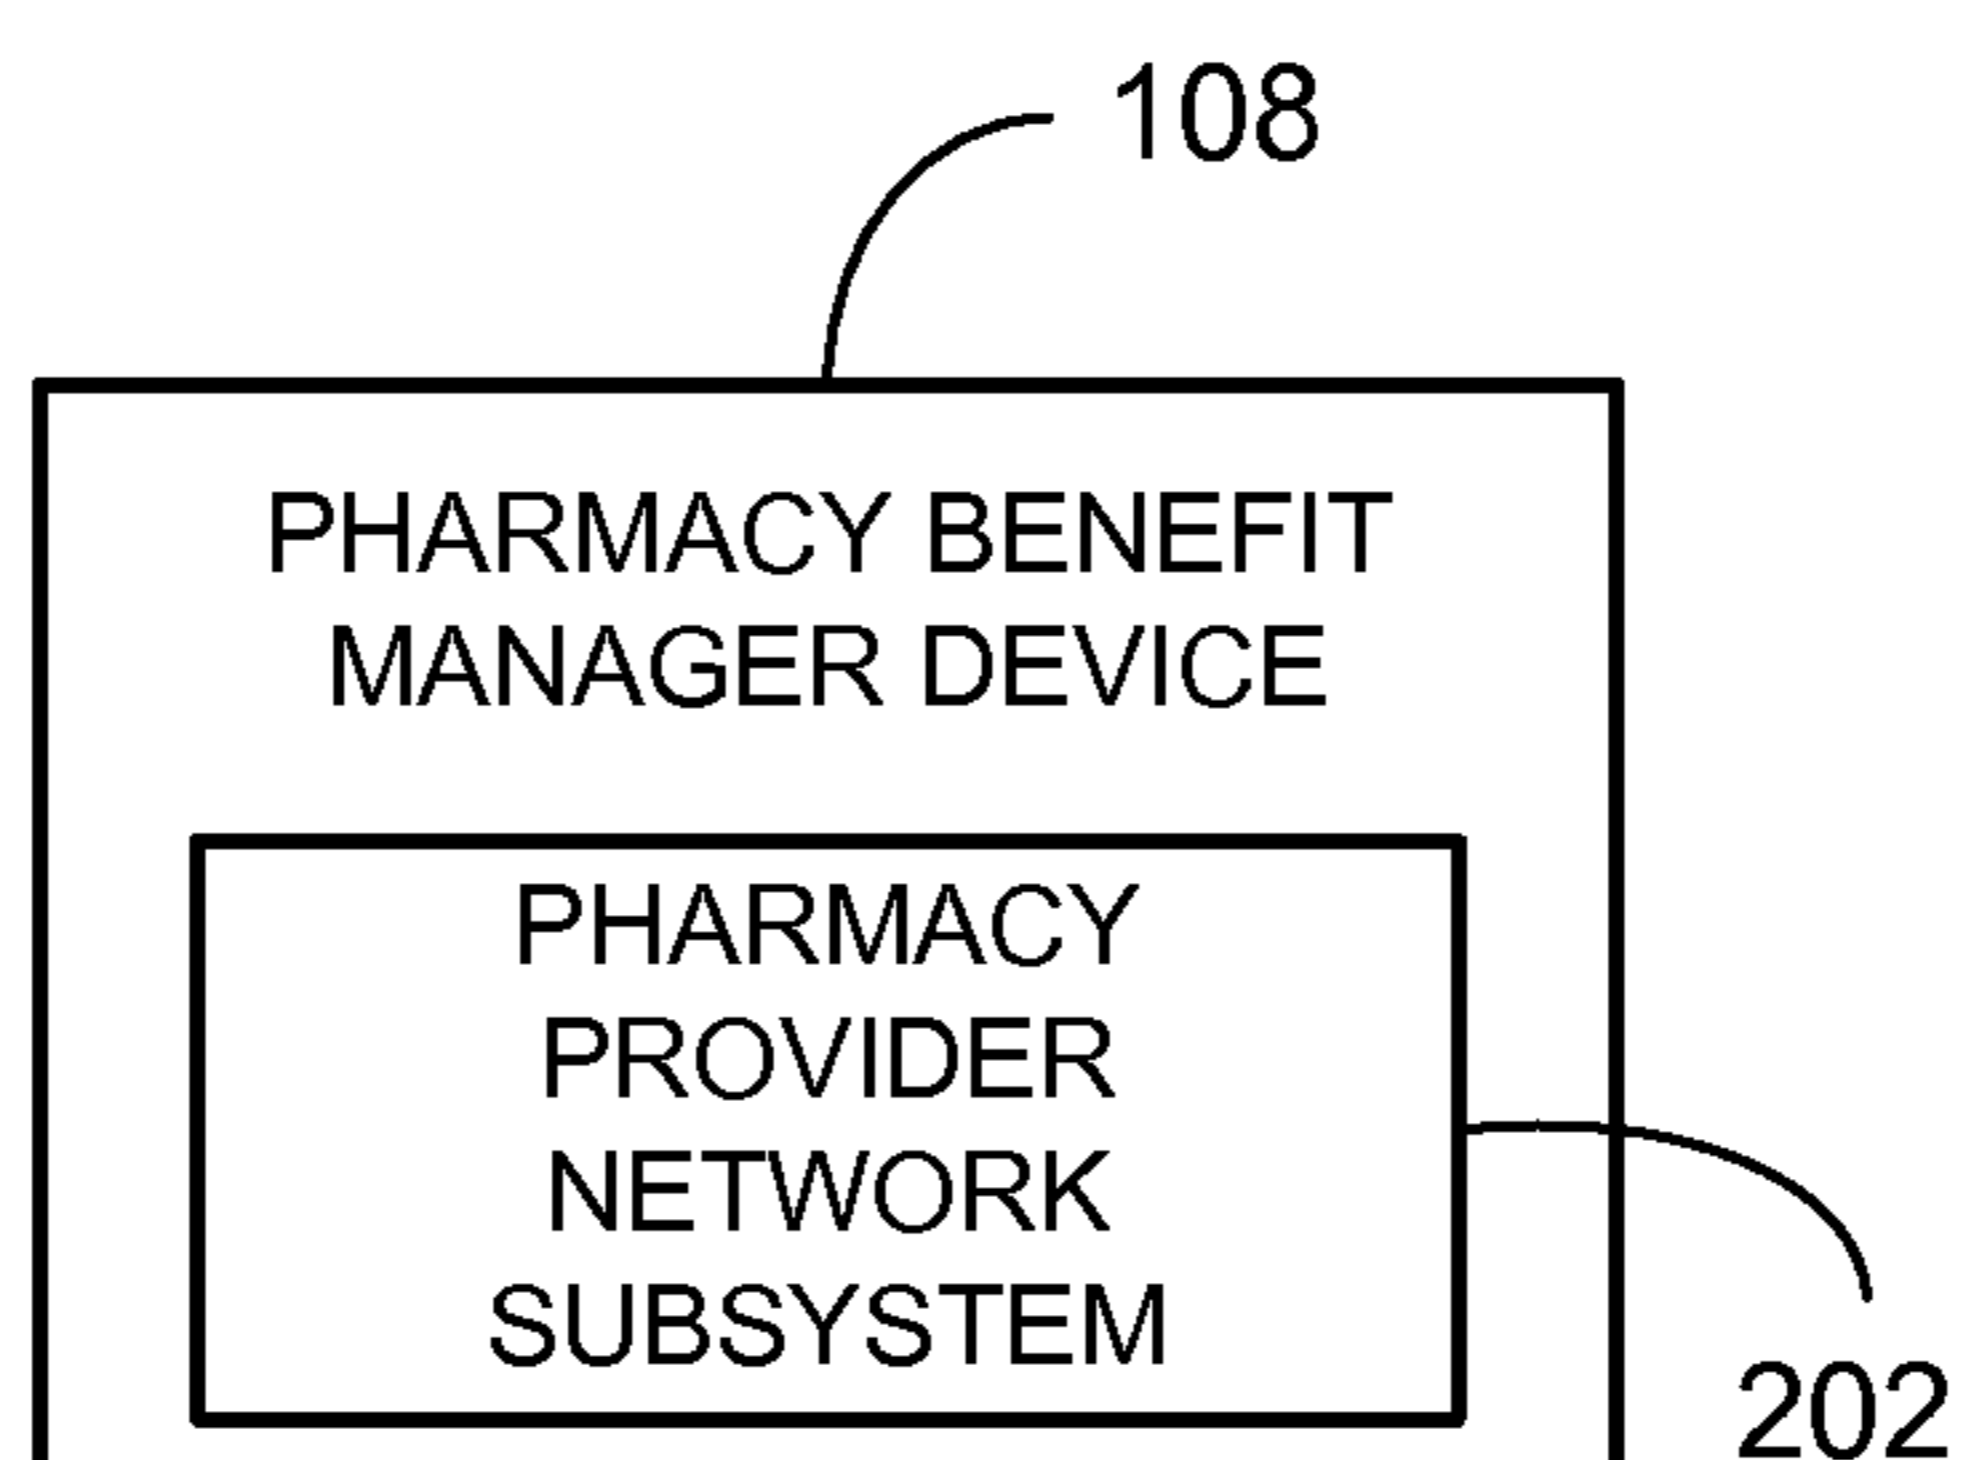 108
PHARMACY BENEFIT
MANAGER DEVICE
PHARMACY
PROVIDER
NETWORK
SUBSYSTEM
202